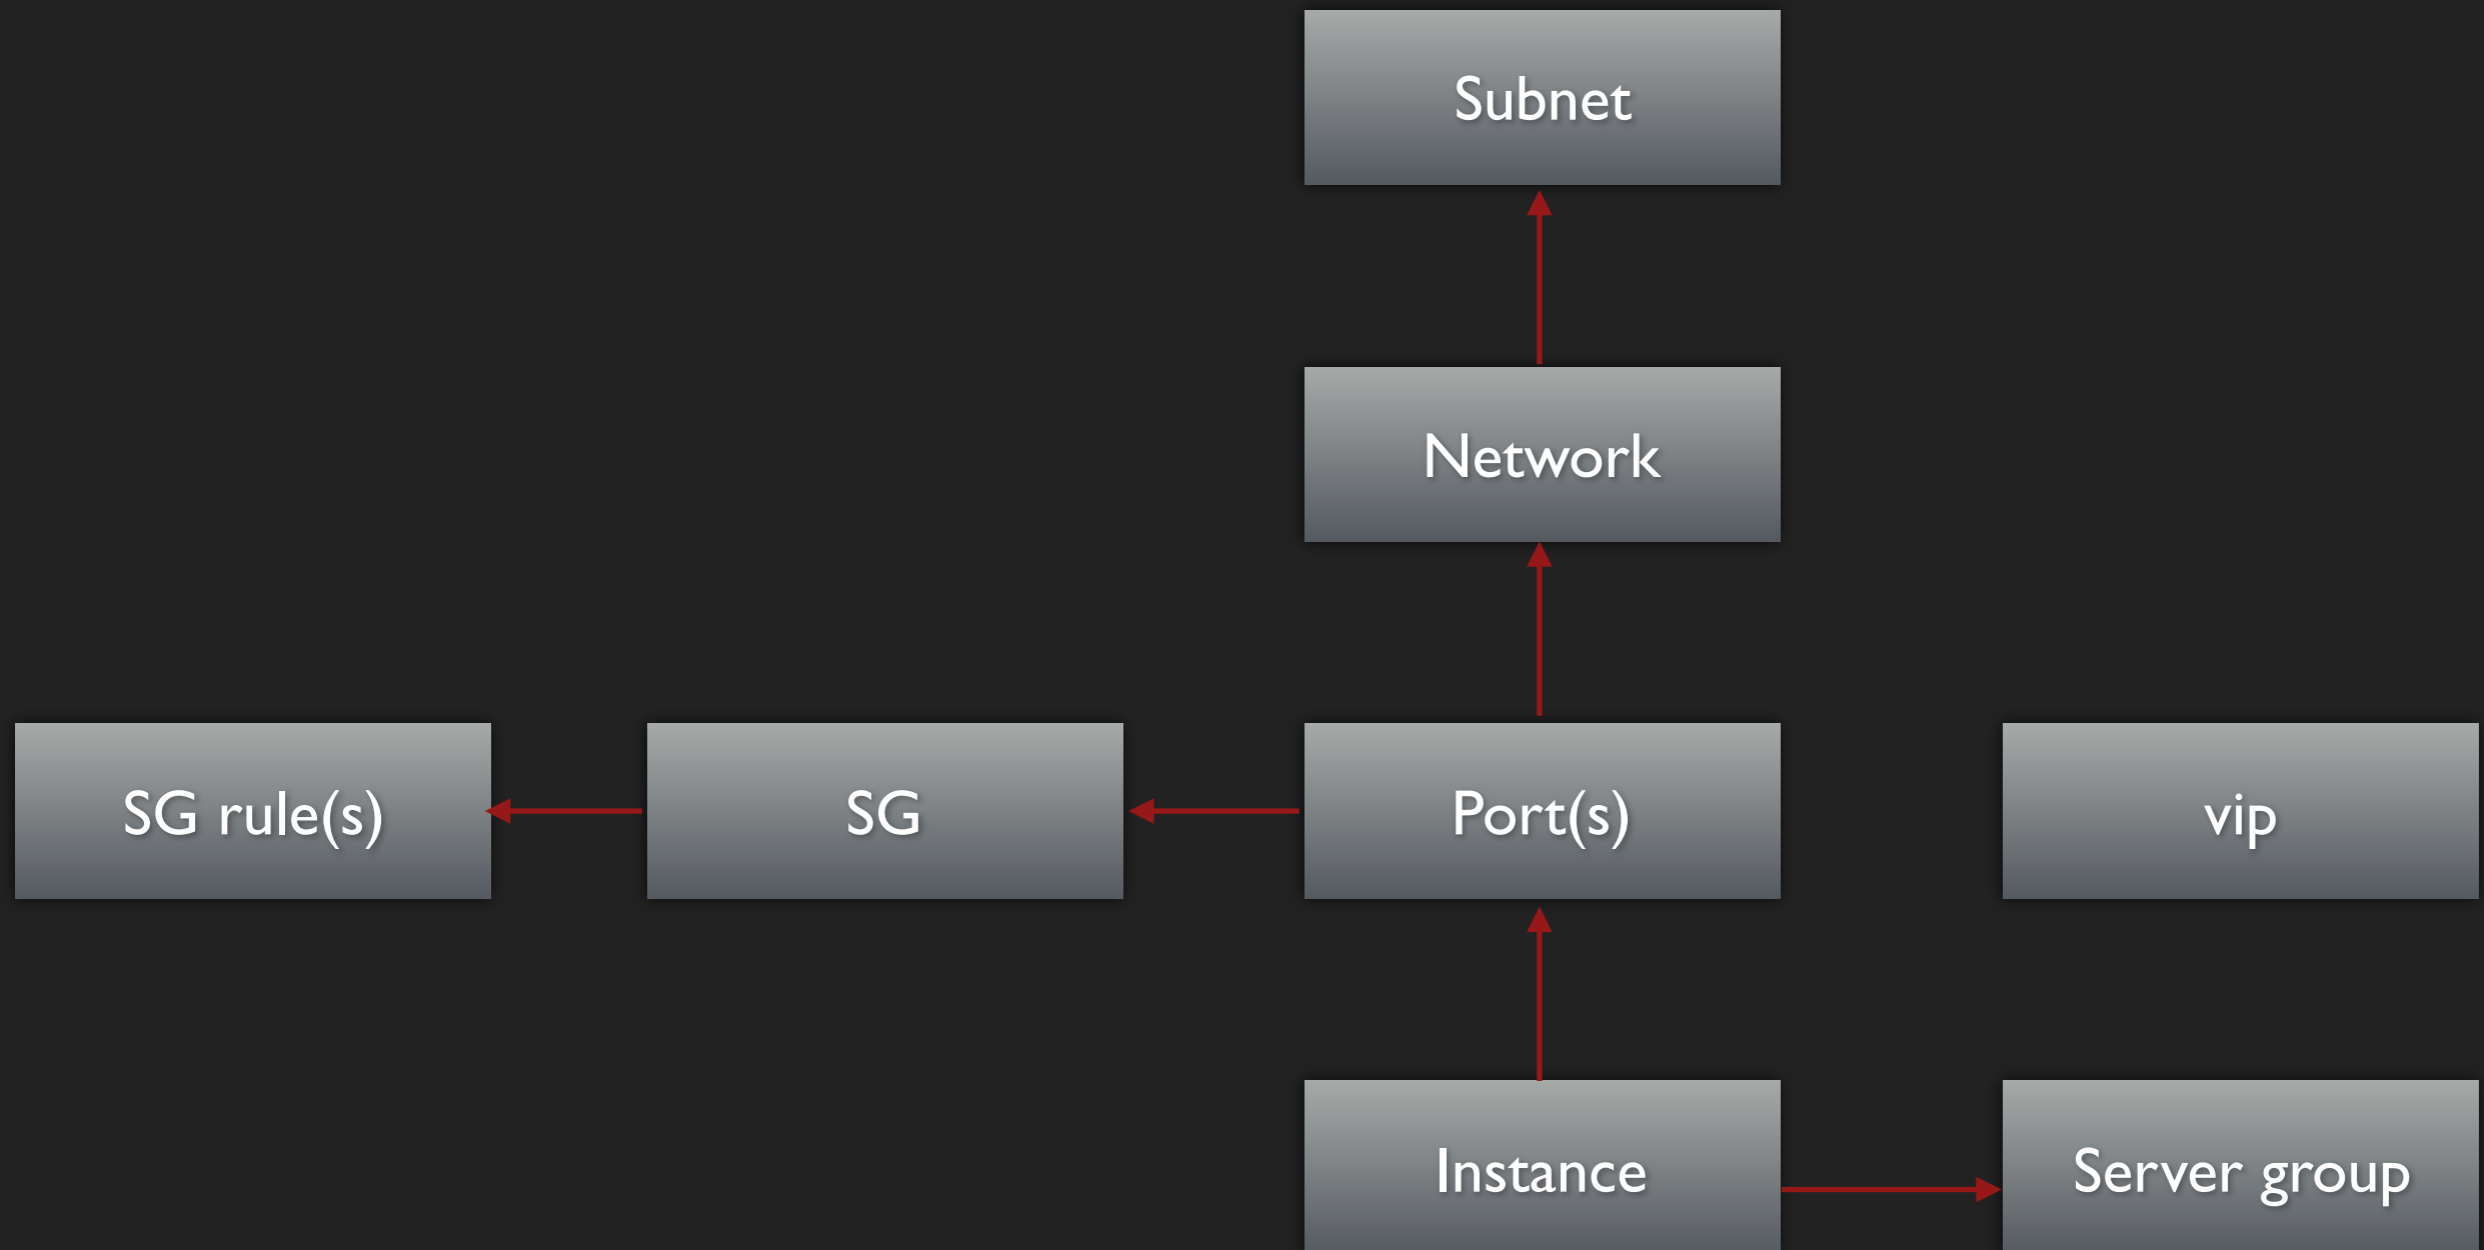 Subnet
Network
SG rule(s)
SG
Port(s)
vip
Instance
Server group